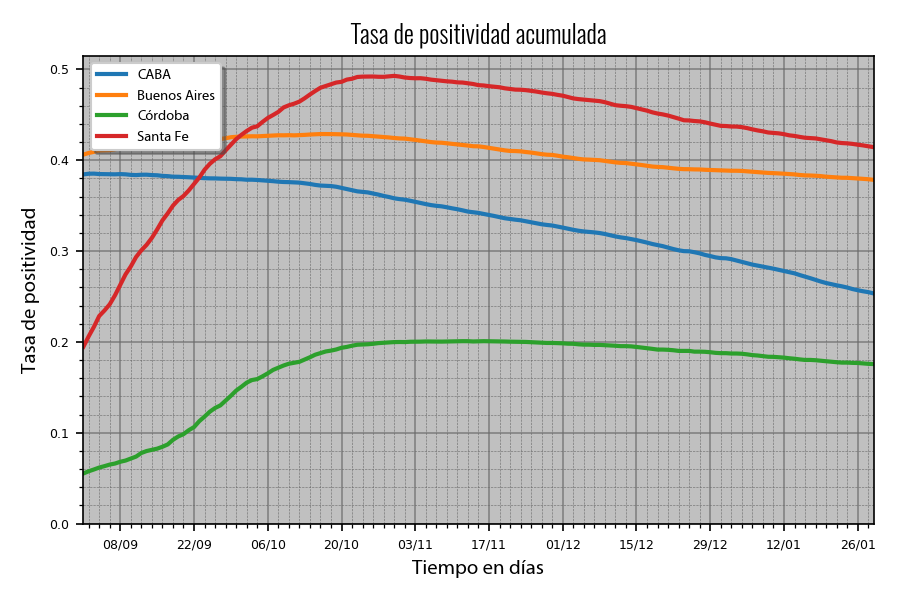 Tasa de positividad acumulada
CABA
Buenos Aires
Córdoba
Santa Fe
Tasa de positividad
0.5
0.4
0.3
0.2
0.1
0.0
08/09 22/09 06/10 20/10 03/11 17/11 01/12 15/12 29/12 12/01 26/01
Tiempo en días